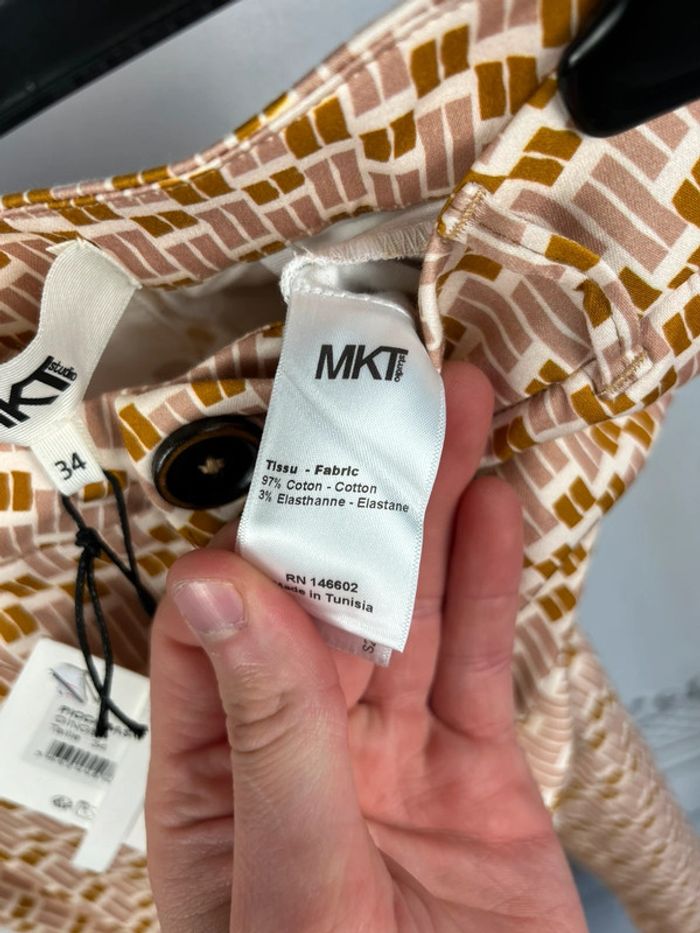 MKT
studio
Tissu - Fabric
97% Coton - Cotton
3% Elasthanne - Elastane
RN 146602
Made in Tunisia
MKT
studio
34